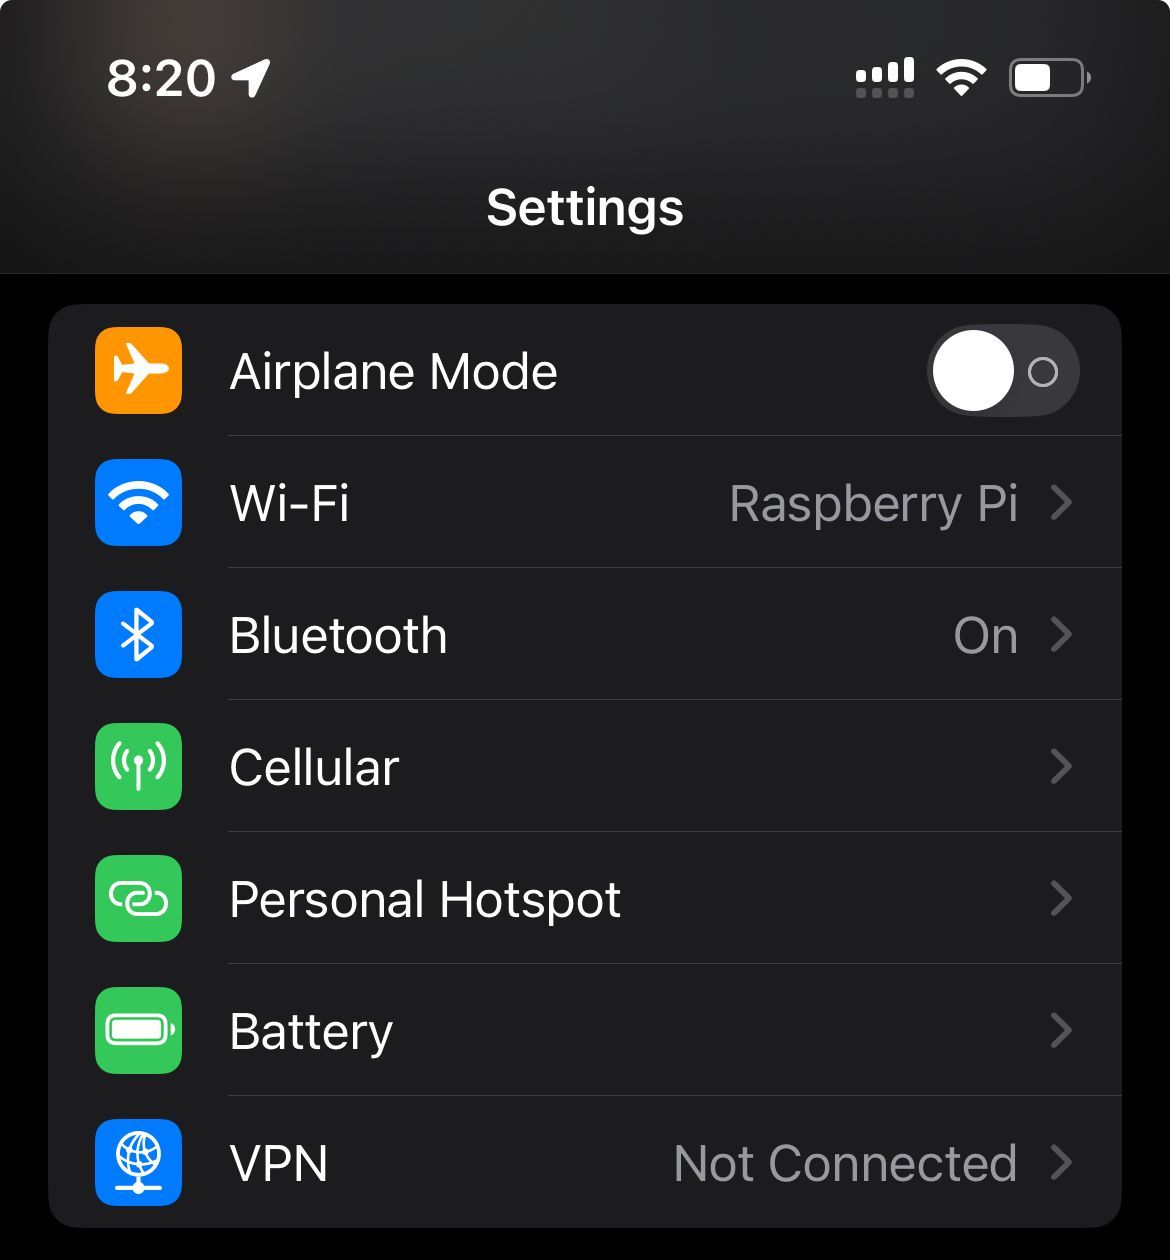 8:20
Settings
Airplane Mode
Wi-Fi Raspberry Pi
Bluetooth On
Cellular
Personal Hotspot
Battery
VPN Not Connected